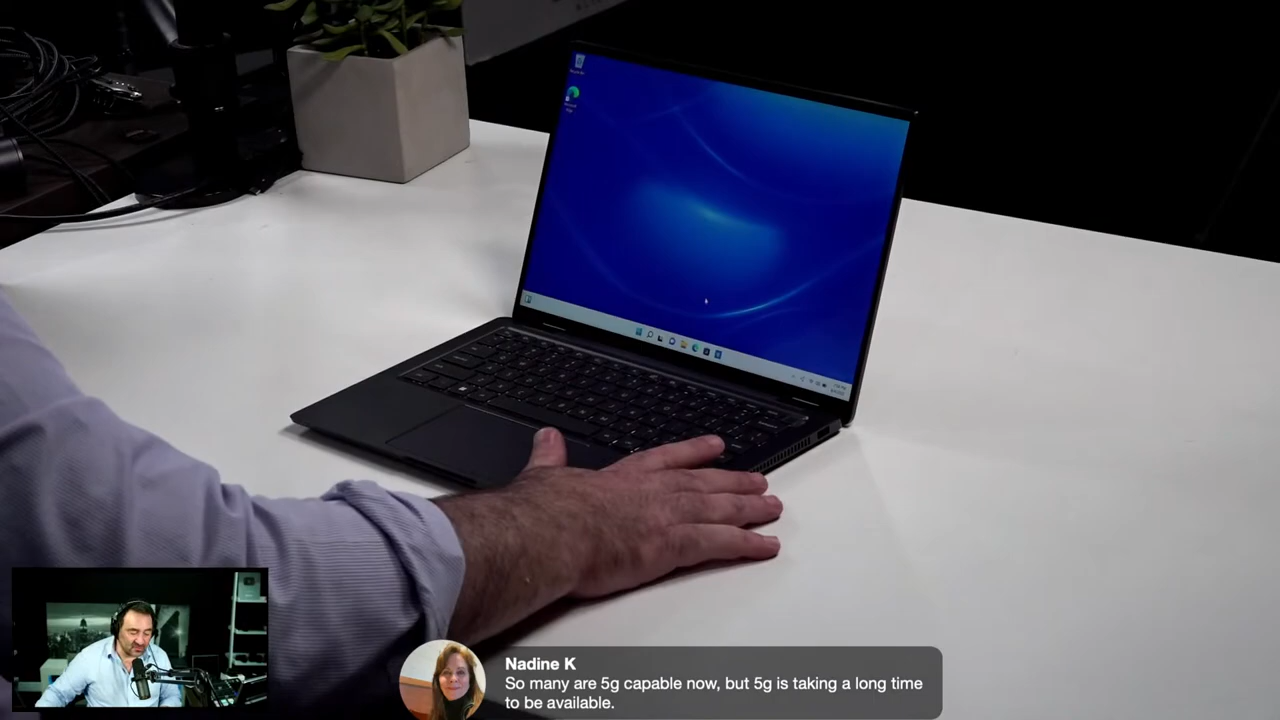 Nadine K
So many are 5g capable now, but 5g is taking a long time
to be available.